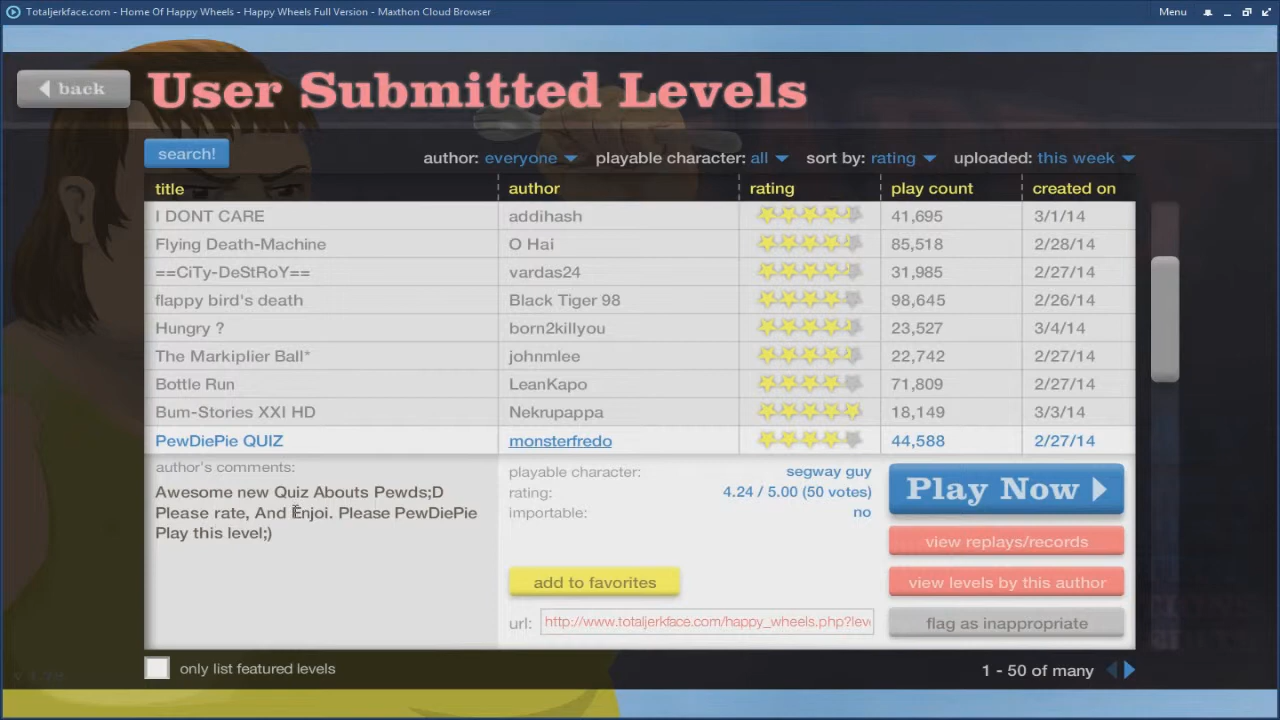 Totaljerkface.com - Home Of Happy Wheels - Happy Wheels Full Version - Maxthon Cloud Browser Menu
back User Submitted Levels
search! author: everyone playable character: all sort by: rating uploaded: this week
title author rating play count created on
I DONT CARE addihash 41,695 3/1/14
Flying Death-Machine O Hai 85,518 2/28/14
==CiTy-DeStRoY== vardas24 31,985 2/27/14
flappy bird's death Black Tiger 98 98,645 2/26/14
Hungry ? born2killyou 23,527 3/4/14
The Markiplier Ball* johnmlee 22,742 2/27/14
Bottle Run LeanKapo 71,809 2/27/14
Bum-Stories XXI HD Nekrupappa 18,149 3/3/14
PewDiePie QUIZ monsterfredo 44,588 2/27/14
author's comments:
Awesome new Quiz Abouts Pewds;D
Please rate, And Enjoi. Please PewDiePie
Play this level;)
playable character: segway guy
rating: 4.24 / 5.00 (50 votes)
importable: no
add to favorites
url: http://www.totaljerkface.com/happy_wheels.php?lev
Play Now
view replays/records
view levels by this author
flag as inappropriate
only list featured levels 1 - 50 of many